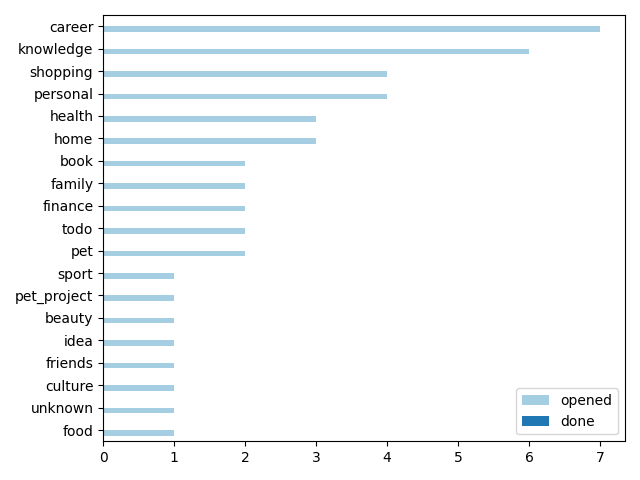 career
knowledge
shopping
personal
health
home
book
family
finance
todo
pet
sport
pet_project
beauty
idea
friends
culture
unknown
food
opened
done
0 1 2 3 4 5 6 7